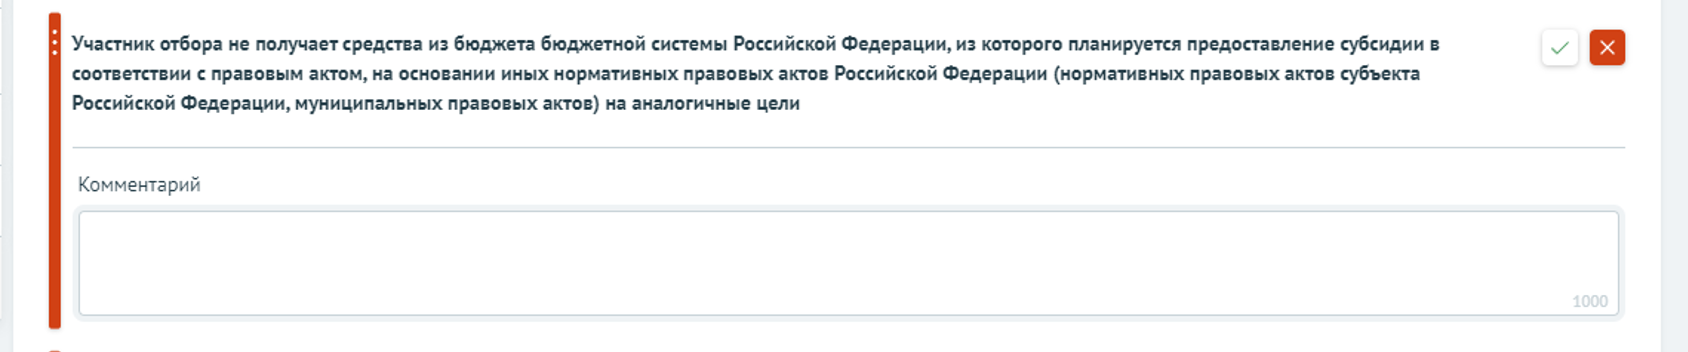 Участник отбора не получает средства из бюджета бюджетной системы Российской Федерации, из которого планируется предоставление субсидии в
соответствии с правовым актом, на основании иных нормативных правовых актов Российской Федерации (нормативных правовых актов субъекта
Российской Федерации, муниципальных правовых актов) на аналогичные цели
Комментарий
1000